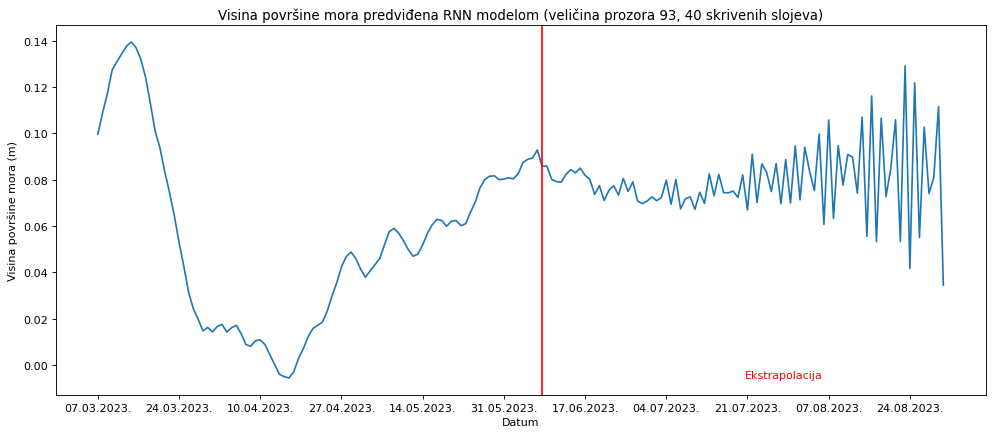 Visina površine mora predviđena RNN modelom (veličina prozora 93, 40 skrivenih slojeva)
0.14
0.12
0.10
0.08
0.06
0.04
0.02
0.00
Visina površine mora (m)
Ekstrapolacija
07.03.2023. 24.03.2023. 10.04.2023. 27.04.2023. 14.05.2023. 31.05.2023. 17.06.2023. 04.07.2023. 21.07.2023. 07.08.2023. 24.08.2023.
Datum